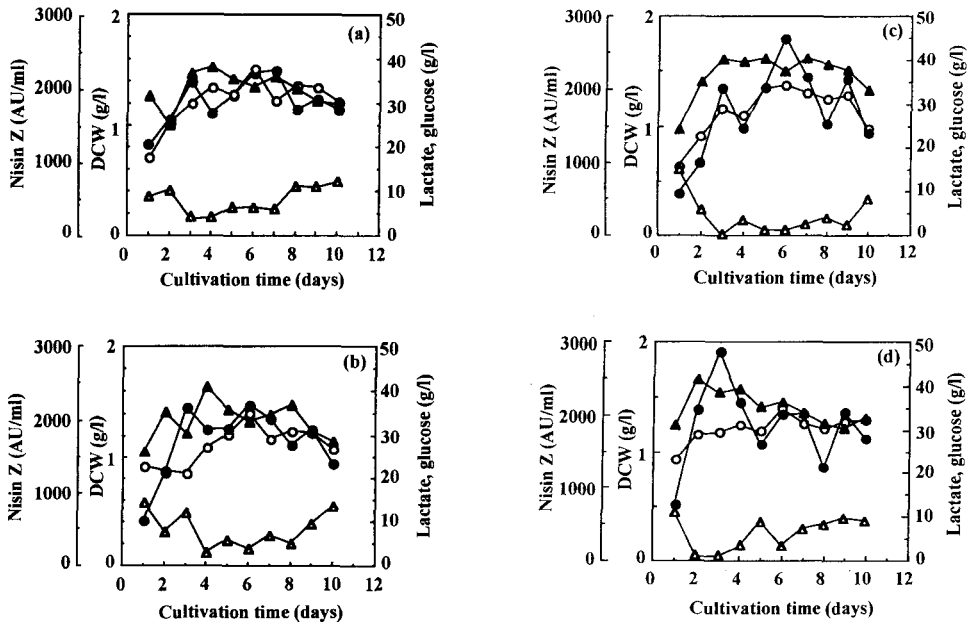 (a)
Nisin Z (AU/ml)
3000
2000
1000
0
DCW (g/l)
2
1
0
Lactate, glucose (g/l)
50
40
30
20
10
0
0 2 4 6 8 10 12
Cultivation time (days)
(c)
Nisin Z (AU/ml)
3000
2000
1000
0
DCW (g/l)
2
1
0
Lactate, glucose (g/l)
50
40
30
20
10
0
0 2 4 6 8 10 12
Cultivation time (days)
(b)
Nisin Z (AU/ml)
3000
2000
1000
0
DCW (g/l)
2
1
0
Lactate, glucose (g/l)
50
40
30
20
10
0
0 2 4 6 8 10 12
Cultivation time (days)
(d)
Nisin Z (AU/ml)
3000
2000
1000
0
DCW (g/l)
2
1
0
Lactate, glucose (g/l)
50
40
30
20
10
0
0 2 4 6 8 10 12
Cultivation time (days)